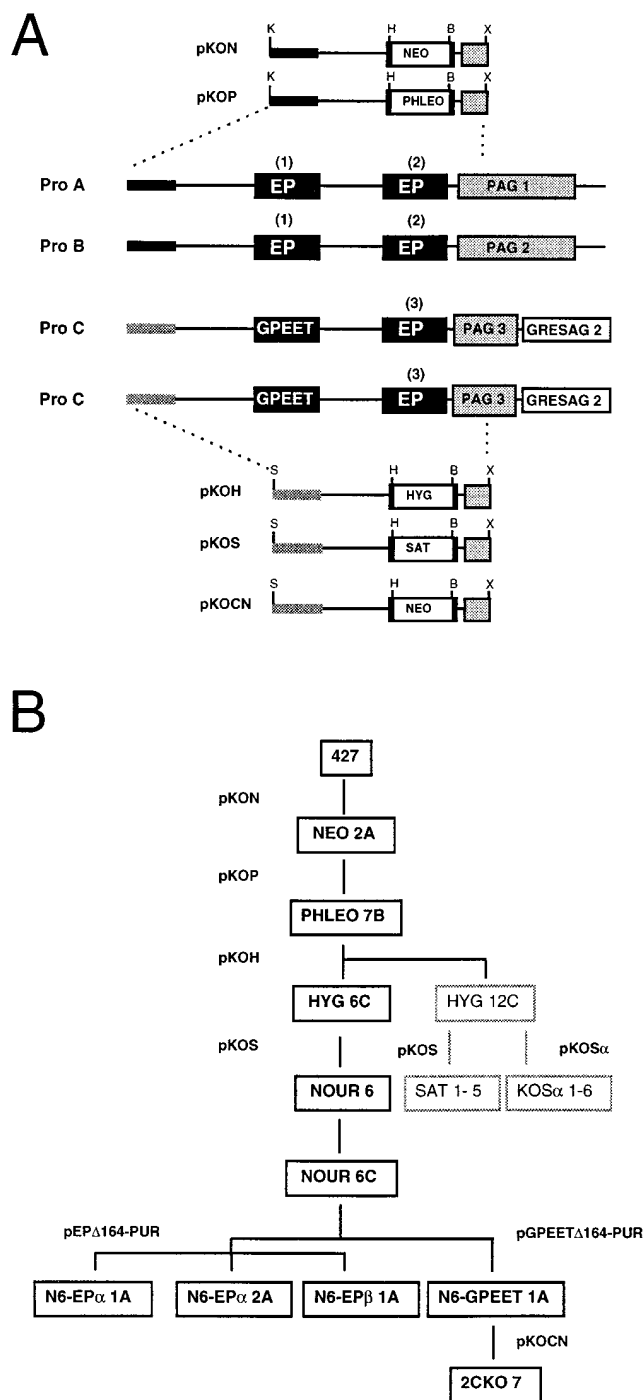 A
K H B
pKON NEO X
K H B
pKOP PHLEO X
(1) (2)
Pro A EP EP PAG 1
(1) (2)
Pro B EP EP PAG 2
(3)
Pro C GPEET EP PAG 3 GRESAG 2
(3)
Pro C GPEET EP PAG 3 GRESAG 2
S H B X
pKOH HYG
S H B X
pKOS SAT
S H B X
pKOCN NEO
B
427
pKON
NEO 2A
pKOP
PHLEO 7B
pKOH
HYG 6C HYG 12C
pKOS pKOS pKOSα
NOUR 6 SAT 1- 5 KOSα 1-6
NOUR 6C
pEPΔ164-PUR pGPEETΔ164-PUR
N6-EPα 1A N6-EPα 2A N6-EPβ 1A N6-GPEET 1A
pKOCN
2CKO 7